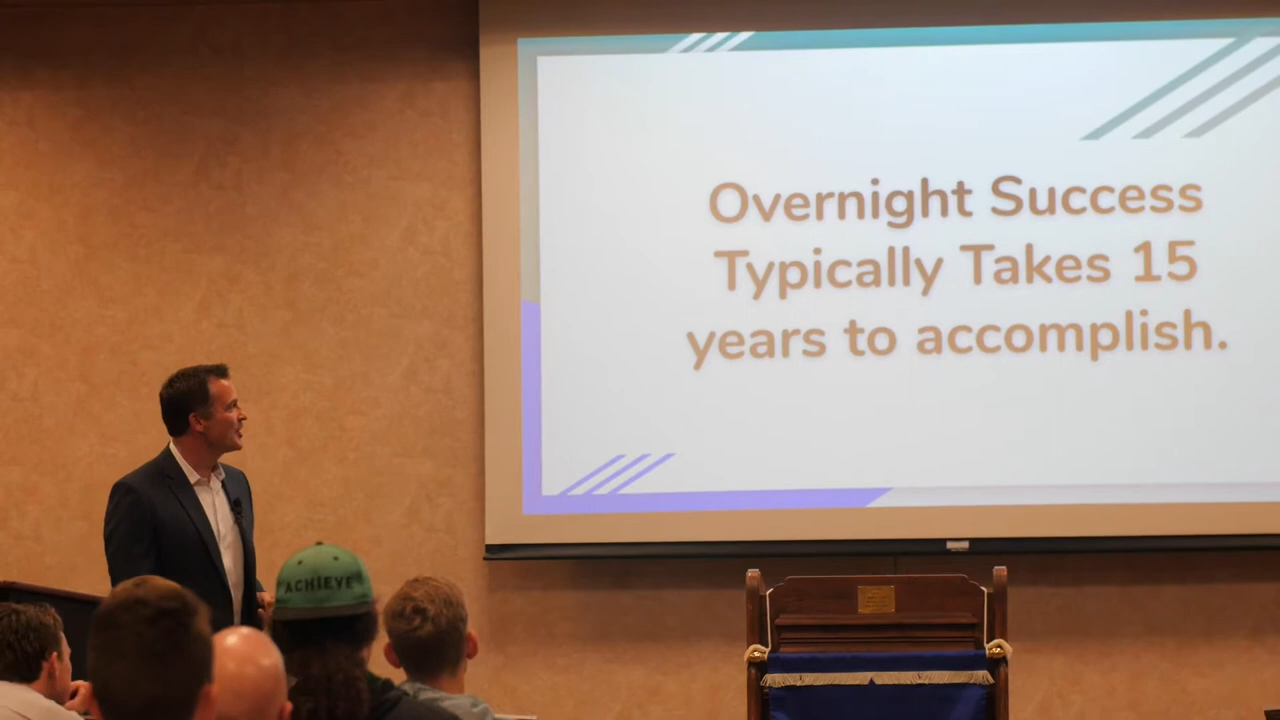 Overnight Success
Typically Takes 15
years to accomplish.
ACHIEVE